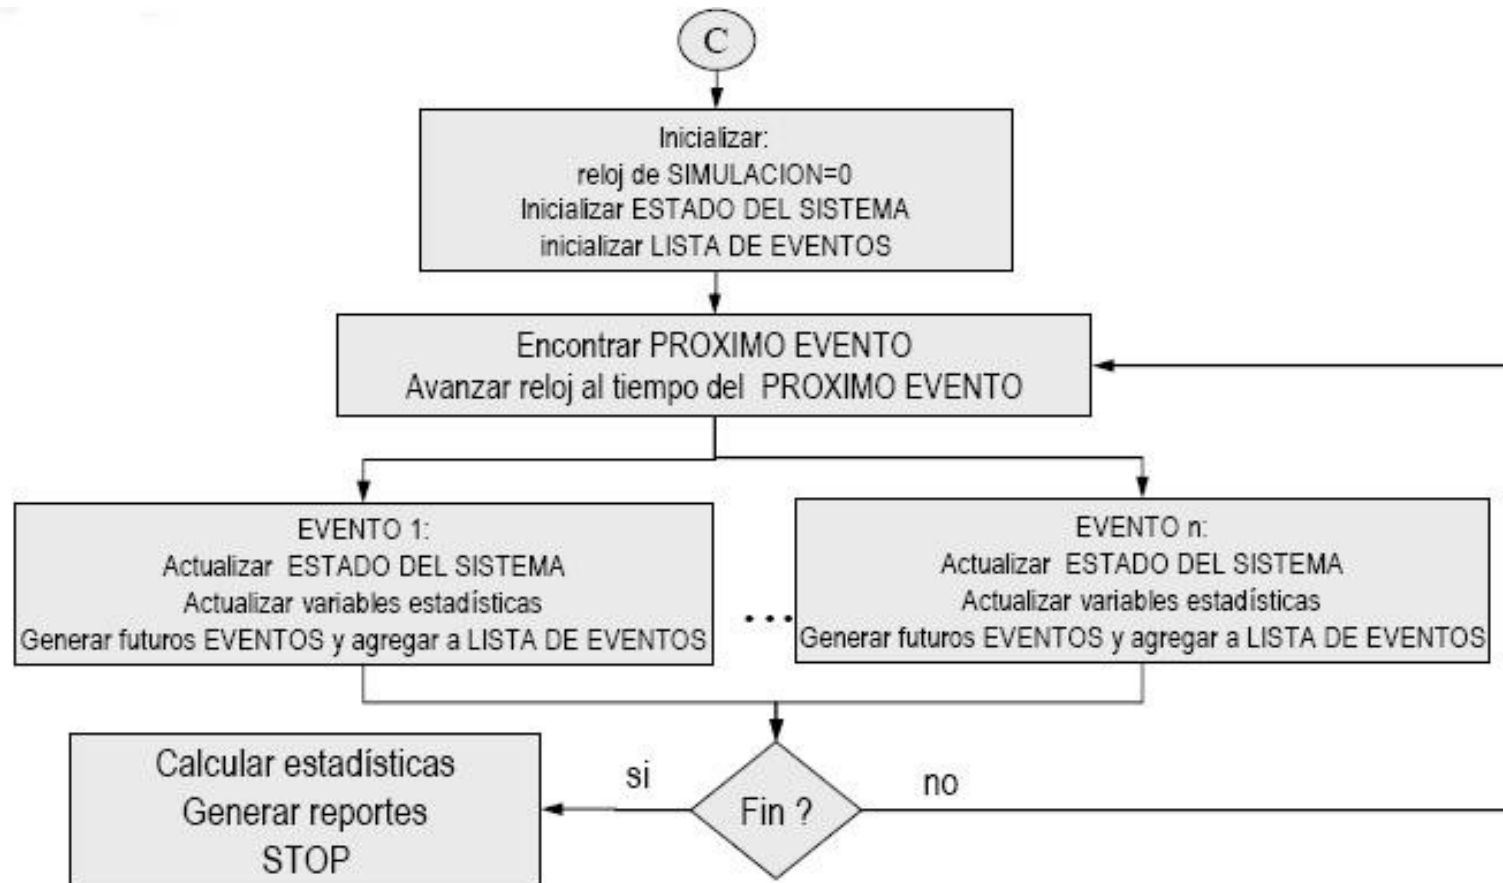 C
Inicializar:
reloj de SIMULACION=0
Inicializar ESTADO DEL SISTEMA
inicializar LISTA DE EVENTOS
Encontrar PROXIMO EVENTO
Avanzar reloj al tiempo del PROXIMO EVENTO
EVENTO 1:
Actualizar ESTADO DEL SISTEMA
Actualizar variables estadísticas
Generar futuros EVENTOS y agregar a LISTA DE EVENTOS
...
EVENTO n:
Actualizar ESTADO DEL SISTEMA
Actualizar variables estadísticas
Generar futuros EVENTOS y agregar a LISTA DE EVENTOS
Calcular estadísticas
Generar reportes
STOP
si
Fin ?
no